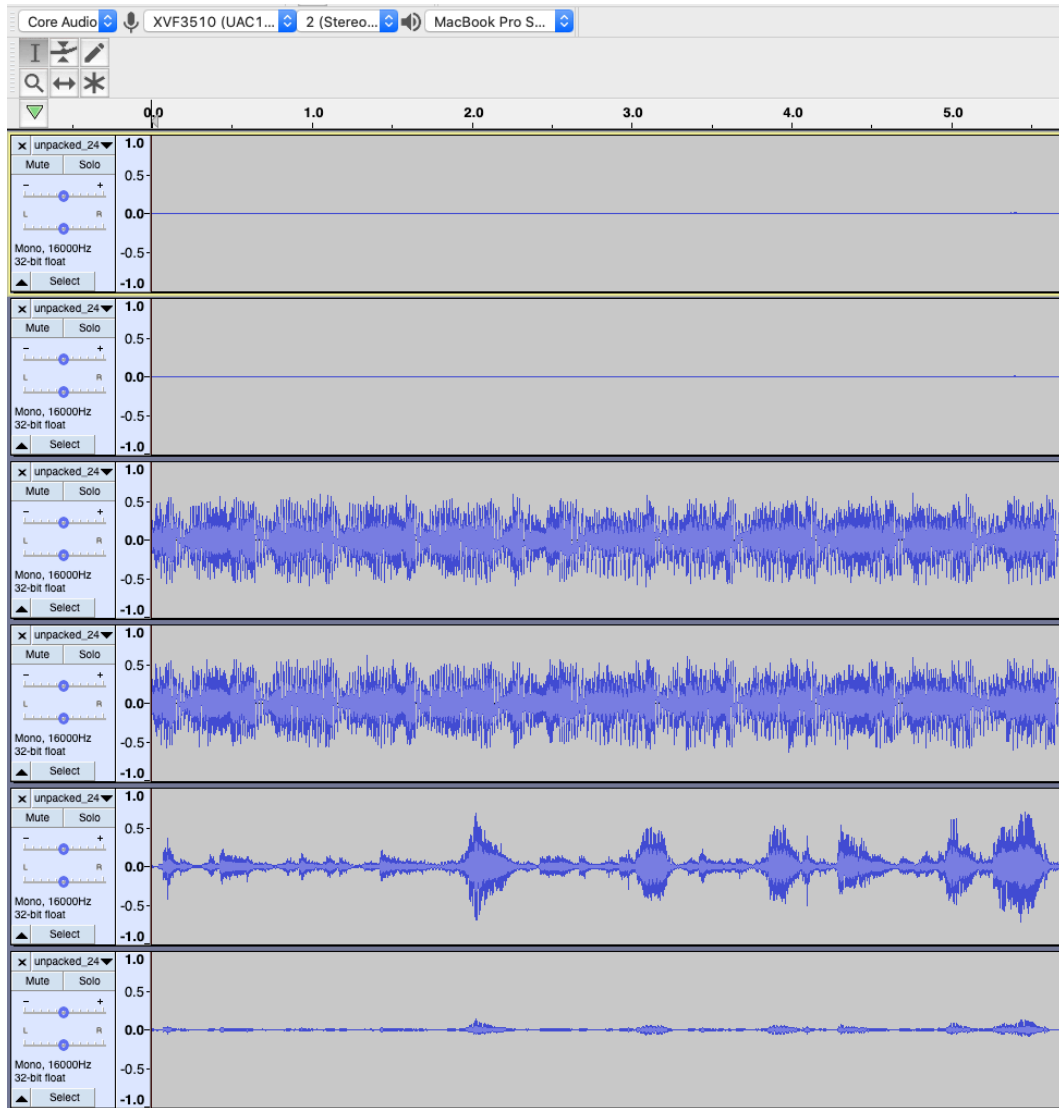 Core Audio XVF3510 (UAC1... 2 (Stereo... MacBook Pro S...
0.0 1.0 2.0 3.0 4.0 5.0
x unpacked_24 1.0
Mute Solo
0.5
- +
L R
0.0
Mono, 16000Hz
32-bit float
-0.5
Select
-1.0
x unpacked_24 1.0
Mute Solo
0.5
- +
L R
0.0
Mono, 16000Hz
32-bit float
-0.5
Select
-1.0
x unpacked_24 1.0
Mute Solo
0.5
- +
L R
0.0
Mono, 16000Hz
32-bit float
-0.5
Select
-1.0
x unpacked_24 1.0
Mute Solo
0.5
- +
L R
0.0
Mono, 16000Hz
32-bit float
-0.5
Select
-1.0
x unpacked_24 1.0
Mute Solo
0.5
- +
L R
0.0
Mono, 16000Hz
32-bit float
-0.5
Select
-1.0
x unpacked_24 1.0
Mute Solo
0.5
- +
L R
0.0
Mono, 16000Hz
32-bit float
-0.5
Select
-1.0